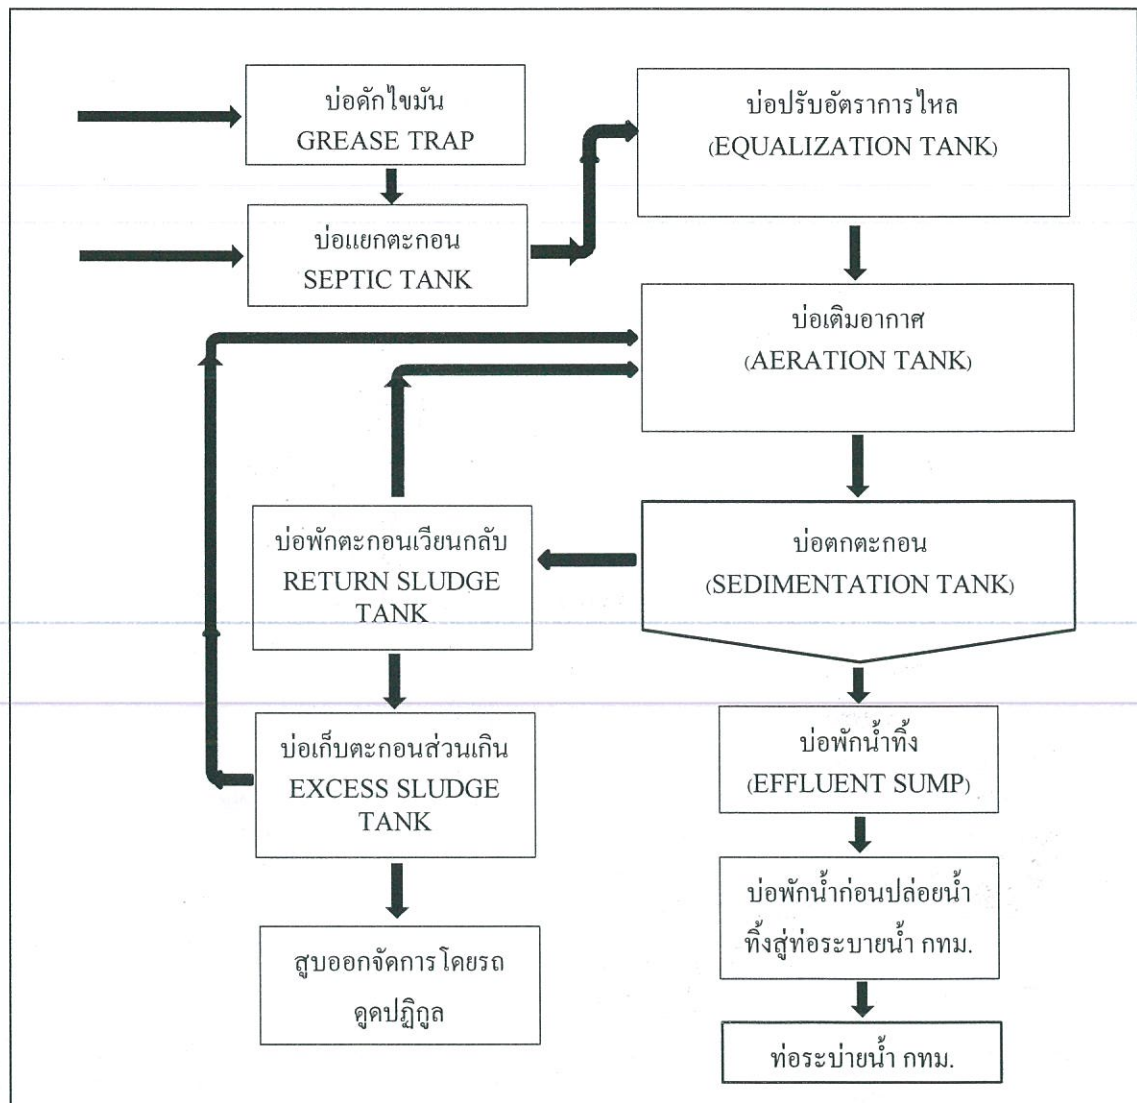 บ่อดักไขมัน
GREASE TRAP
บ่อปรับอัตราการไหล
(EQUALIZATION TANK)
บ่อแยกตะกอน
SEPTIC TANK
บ่อเติมอากาศ
(AERATION TANK)
บ่อพักตะกอนเวียนกลับ
RETURN SLUDGE
TANK
บ่อตกตะกอน
(SEDIMENTATION TANK)
บ่อเก็บตะกอนส่วนเกิน
EXCESS SLUDGE
TANK
บ่อพักน้ำทิ้ง
(EFFLUENT SUMP)
สูบออกจัดการโดยรถ
ดูดปฏิกูล
บ่อพักน้ำก่อนปล่อยน้ำ
ทิ้งสู่ท่อระบายน้ำ กทม.
ท่อระบ่ายน้ำ กทม.